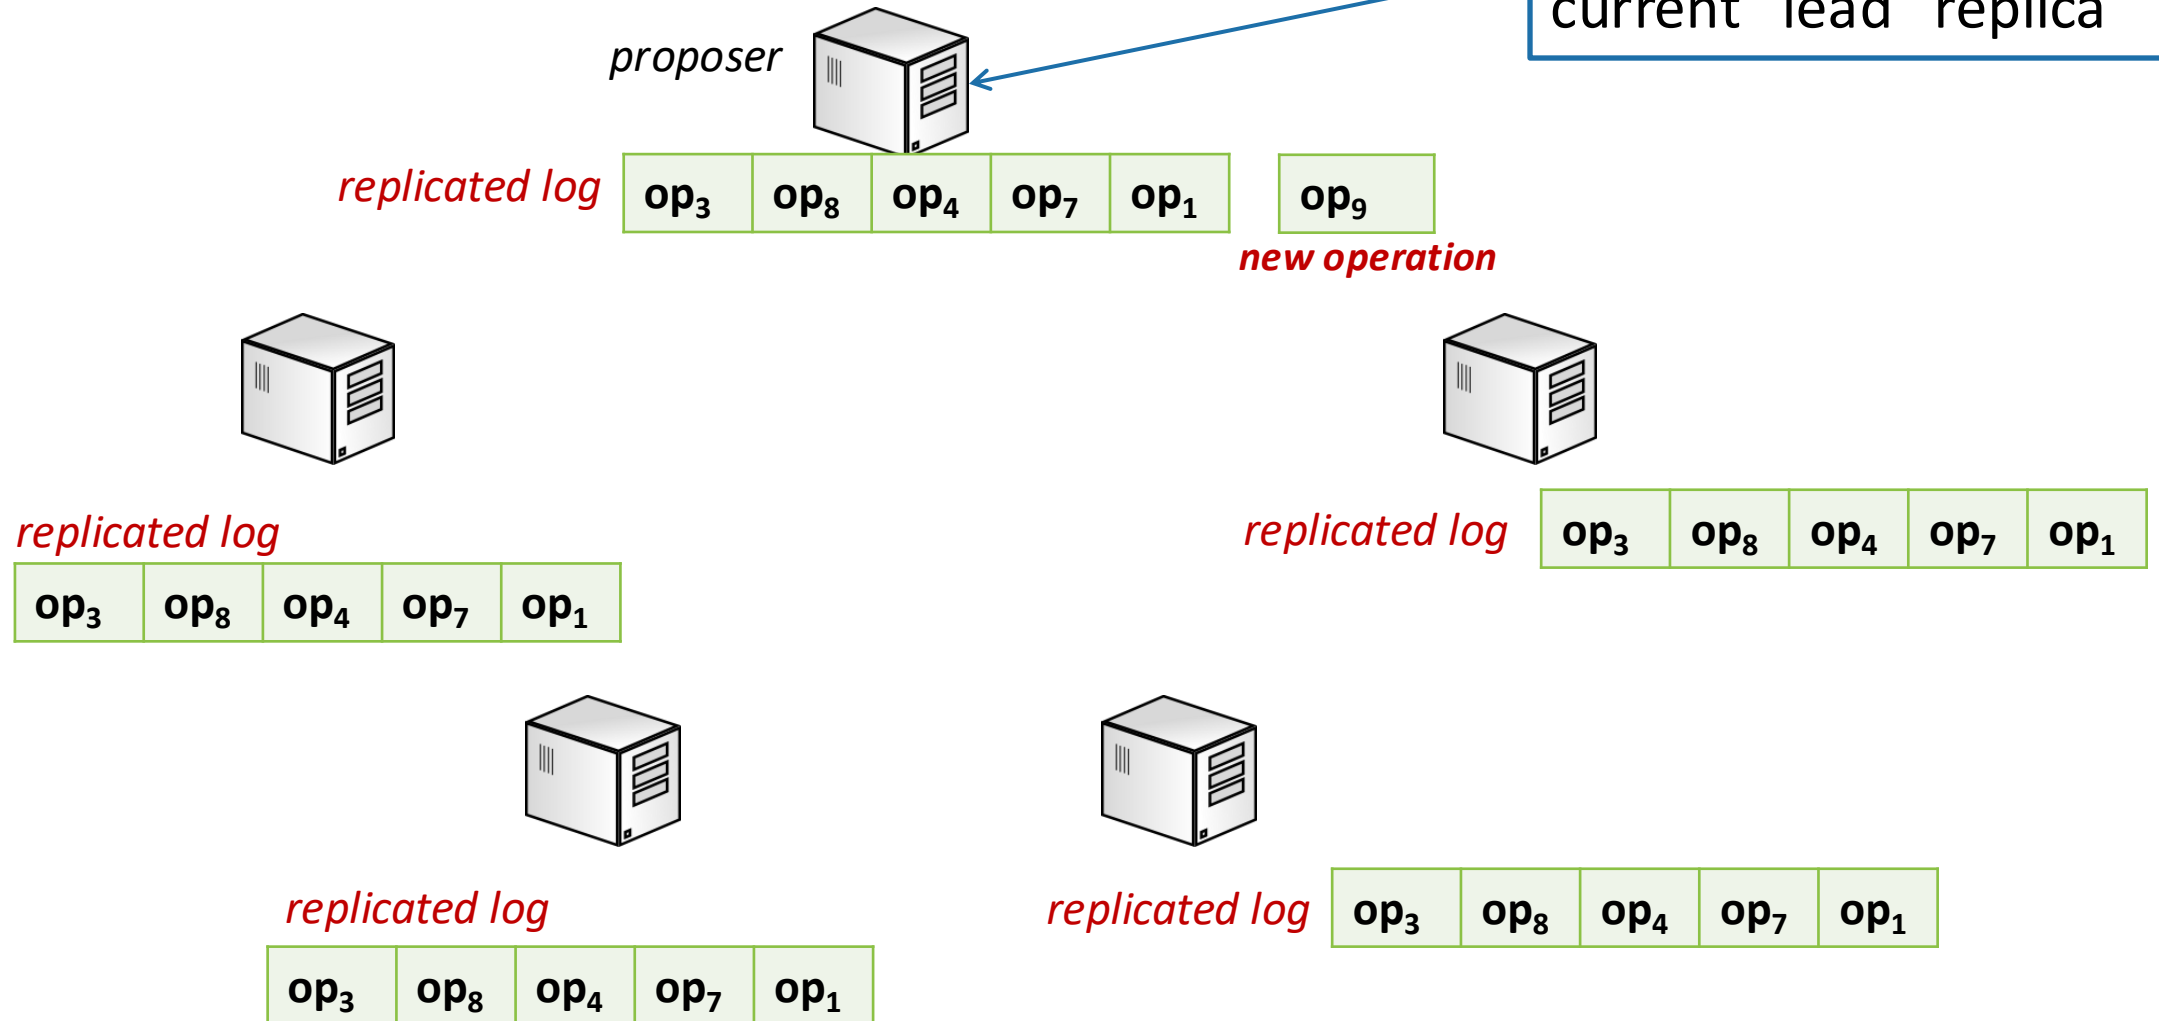 current lead replica
proposer
replicated log op₃ op₈ op₄ op₇ op₁ op₉
new operation
replicated log
op₃ op₈ op₄ op₇ op₁
replicated log op₃ op₈ op₄ op₇ op₁
replicated log
op₃ op₈ op₄ op₇ op₁
replicated log op₃ op₈ op₄ op₇ op₁